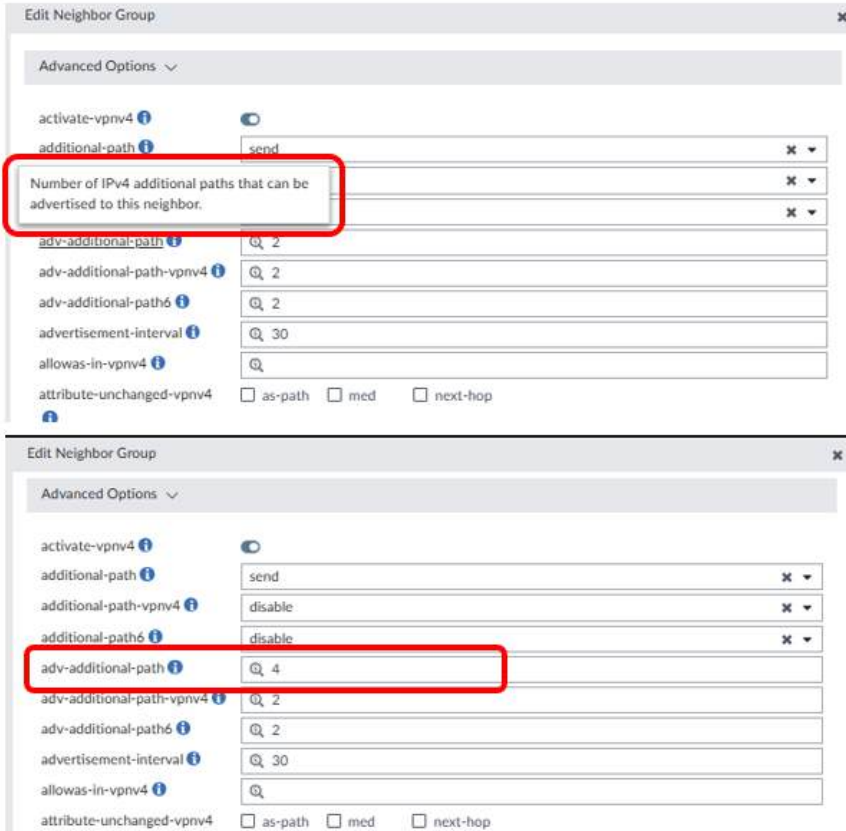 Edit Neighbor Group
Advanced Options
activate-vpnv4
additional-path send
Number of IPv4 additional paths that can be
advertised to this neighbor.
adv-additional-path 2
adv-additional-path-vpnv4 2
adv-additional-path6 2
advertisement-interval 30
allowas-in-vpnv4
attribute-unchanged-vpnv4 as-path med next-hop
Edit Neighbor Group
Advanced Options
activate-vpnv4
additional-path send
additional-path-vpnv4 disable
additional-path6 disable
adv-additional-path 4
adv-additional-path-vpnv4 2
adv-additional-path6 2
advertisement-interval 30
allowas-in-vpnv4
attribute-unchanged-vpnv4 as-path med next-hop